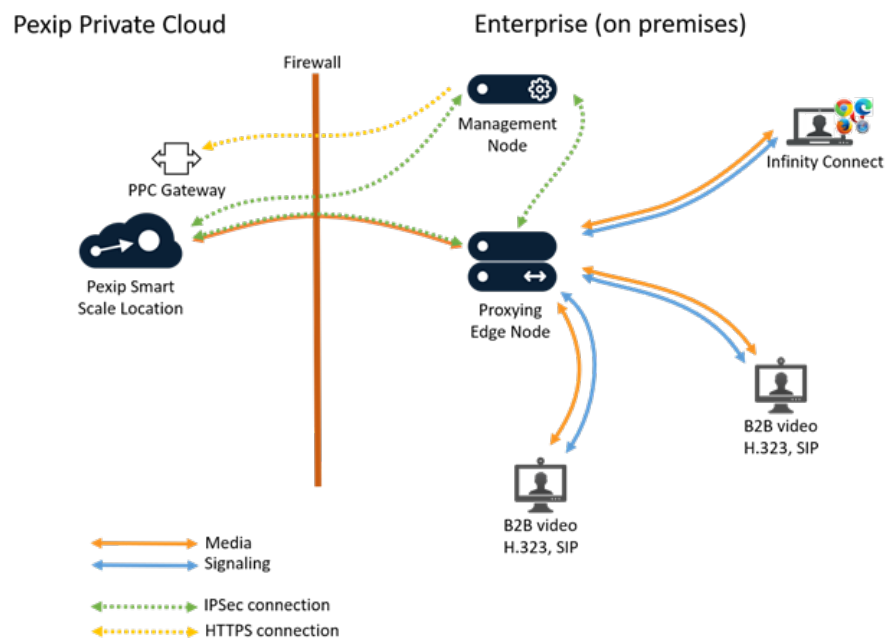 Pexip Private Cloud
Enterprise (on premises)
Firewall
Management
Node
PPC Gateway
Infinity Connect
Pexip Smart
Scale Location
Proxying
Edge Node
B2B video
H.323, SIP
B2B video
H.323, SIP
Media
Signaling
IPSec connection
HTTPS connection